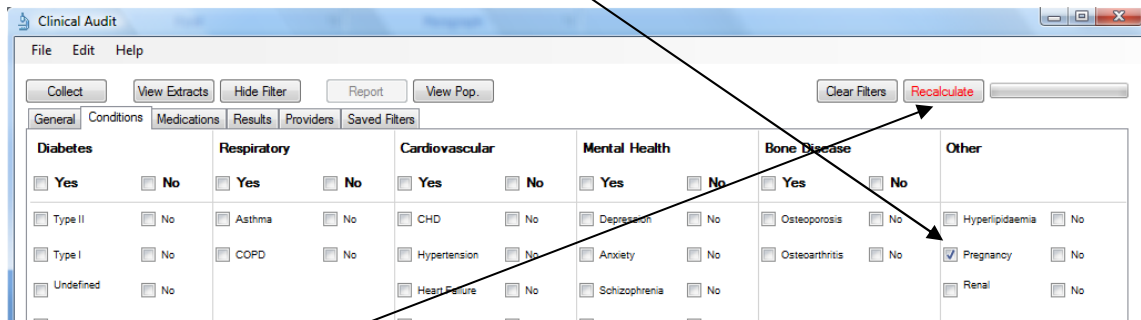 Clinical Audit
File Edit Help
Collect View Extracts Hide Filter Report View Pop. Clear Filters Recalculate
General Conditions Medications Results Providers Saved Filters
Diabetes Respiratory Cardiovascular Mental Health Bone Disease Other
Yes No Yes No Yes No Yes No Yes No
Type II No Asthma No CHD No Depression No Osteoporosis No Hyperlipidaemia No
Type I No COPD No Hypertension No Anxiety No Osteoarthritis No Pregnancy No
Undefined No Heart Failure No Schizophrenia No Renal No